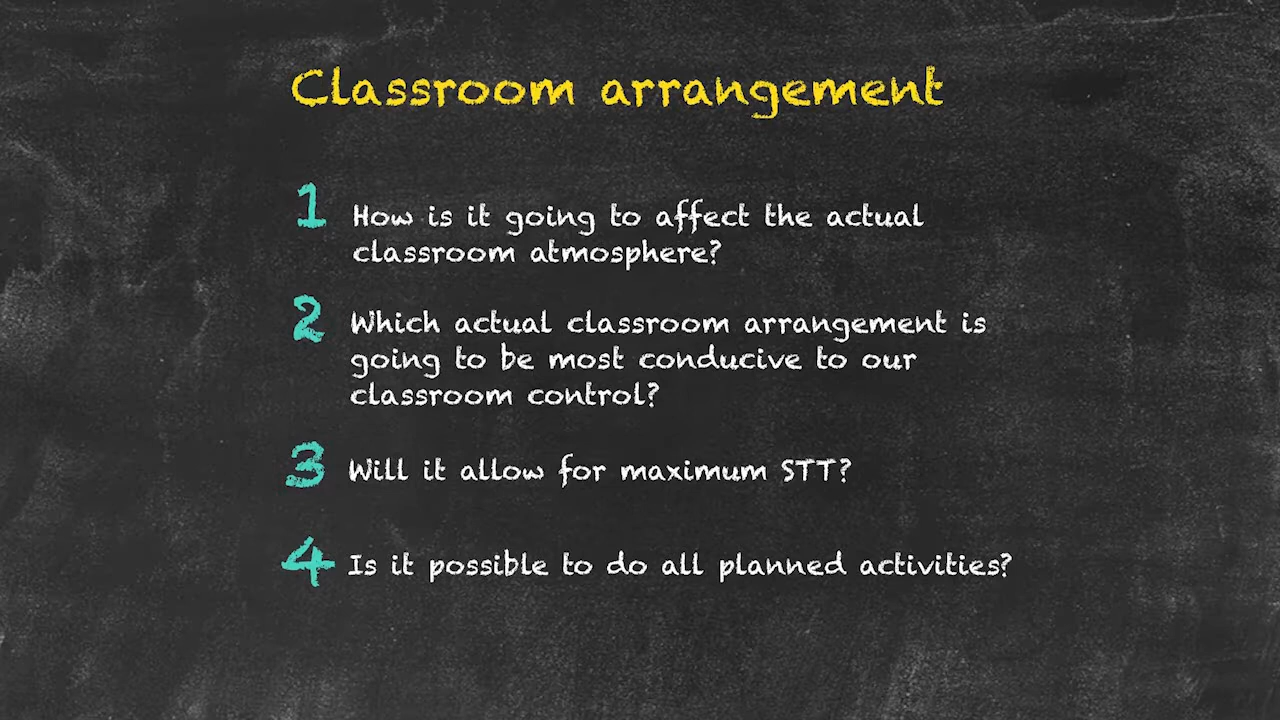 Classroom arrangement
1 How is it going to affect the actual
classroom atmosphere?
2 Which actual classroom arrangement is
going to be most conducive to our
classroom control?
3 Will it allow for maximum STT?
4 Is it possible to do all planned activities?